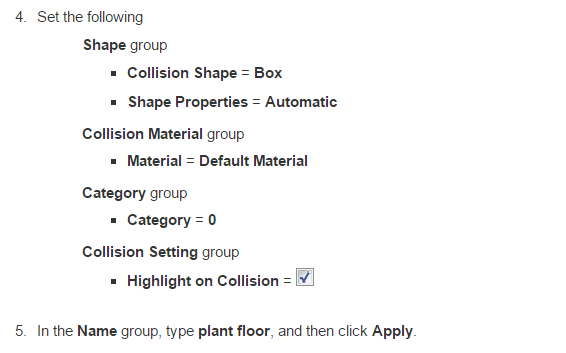 4. Set the following
Shape group
▪ Collision Shape = Box
▪ Shape Properties = Automatic
Collision Material group
▪ Material = Default Material
Category group
▪ Category = 0
Collision Setting group
▪ Highlight on Collision = ☑
5. In the Name group, type plant floor, and then click Apply.